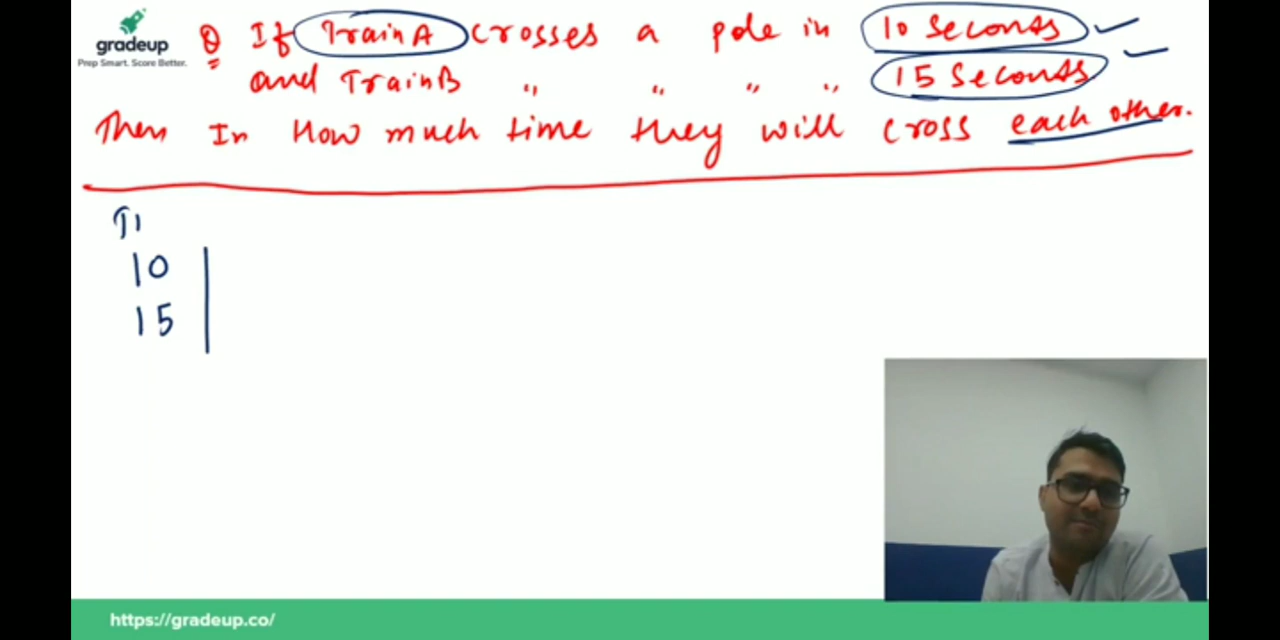 gradeup
Prep Smart. Score Better.
Q If Train A crosses a pole in 10 Seconds
and Train B " " " " 15 Seconds
Then In How much time they will cross each other.
T1
10
15
https://gradeup.co/